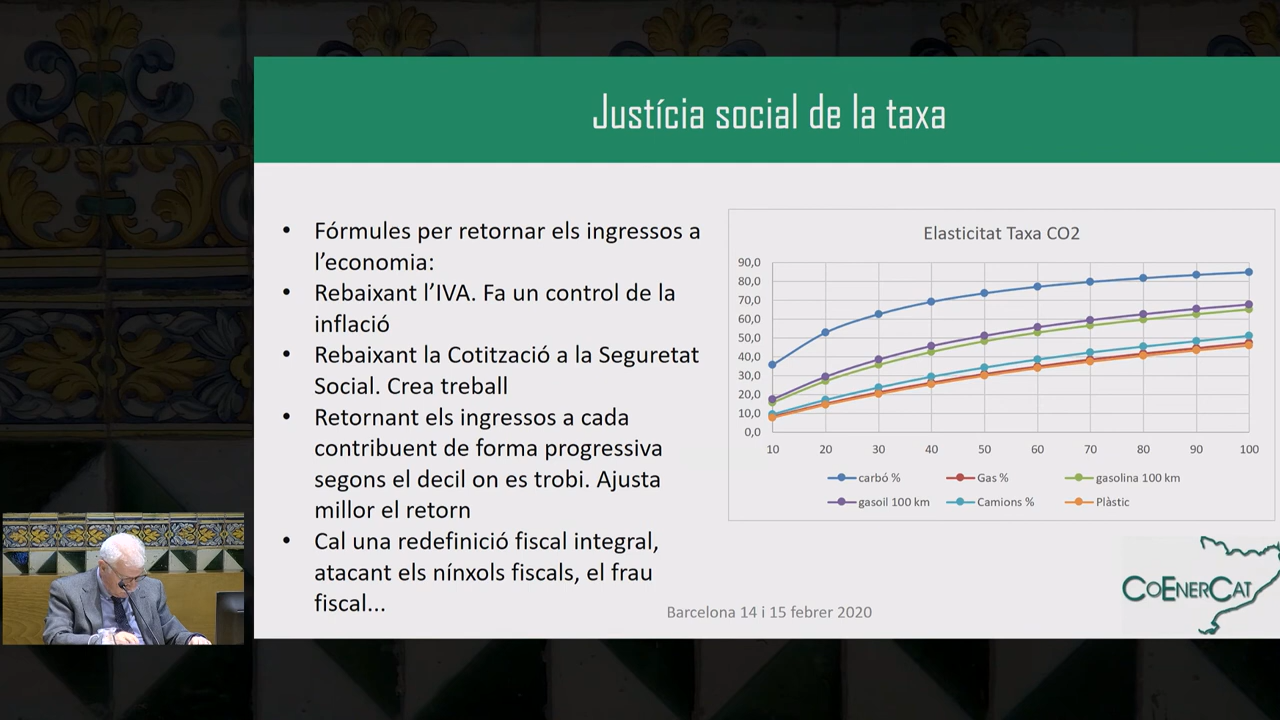 Justícia social de la taxa
• Fórmules per retornar els ingressos a
l’economia:
• Rebaixant l’IVA. Fa un control de la
inflació
• Rebaixant la Cotització a la Seguretat
Social. Crea treball
• Retornant els ingressos a cada
contribuent de forma progressiva
segons el decil on es trobi. Ajusta
millor el retorn
• Cal una redefinició fiscal integral,
atacant els nínxols fiscals, el frau
fiscal...
Elasticitat Taxa CO2
90,0
80,0
70,0
60,0
50,0
40,0
30,0
20,0
10,0
0,0
10 20 30 40 50 60 70 80 90 100
carbó % Gas % gasolina 100 km
gasoil 100 km Camions % Plàstic
COENERCAT
Barcelona 14 i 15 febrer 2020